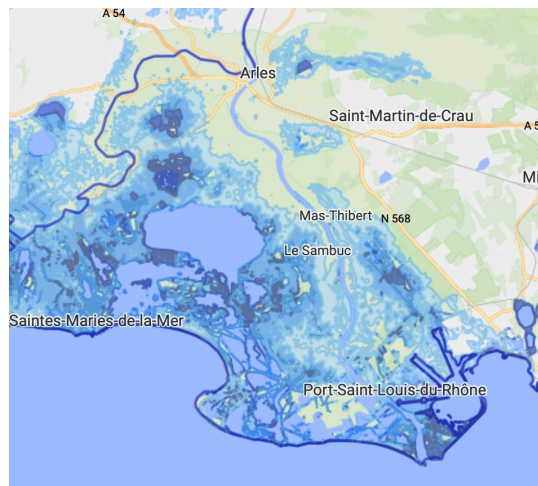 A 54
Arles
Saint-Martin-de-Crau
A 5
Mi
Mas-Thibert
N 568
Le Sambuc
Saintes-Maries-de-la-Mer
Port-Saint-Louis-du-Rhône